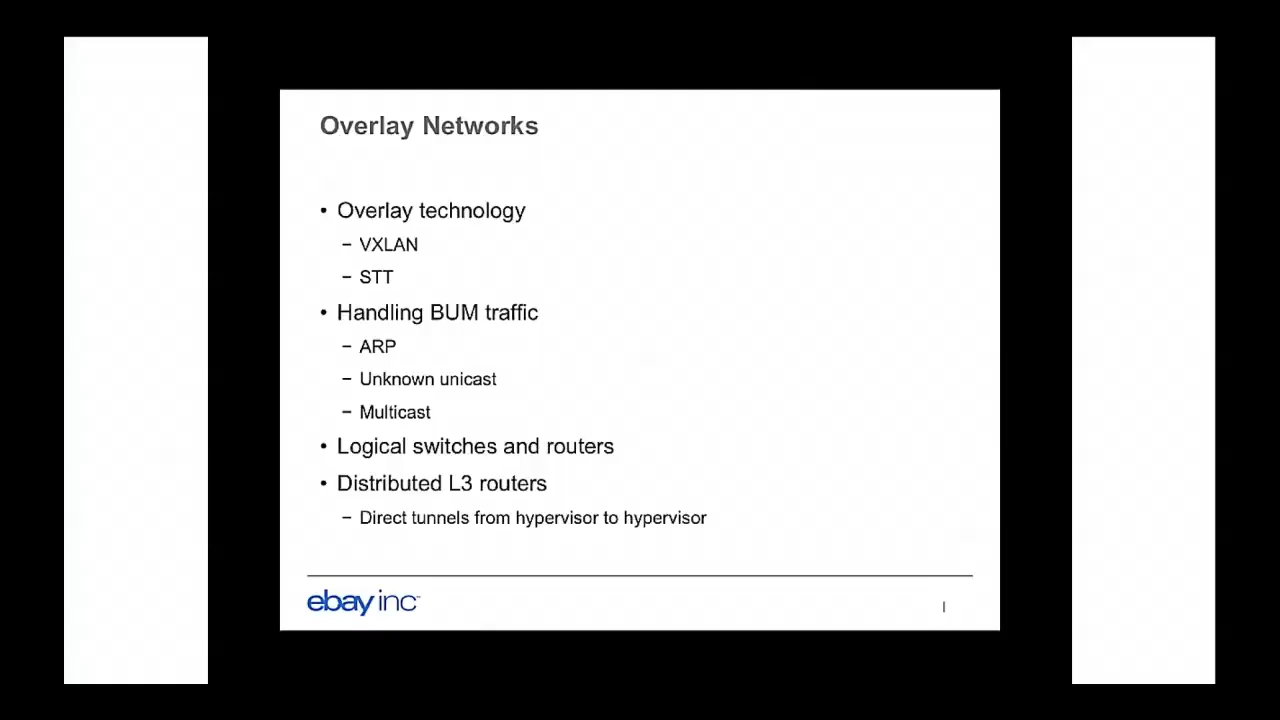 Overlay Networks
• Overlay technology
– VXLAN
– STT
• Handling BUM traffic
– ARP
– Unknown unicast
– Multicast
• Logical switches and routers
• Distributed L3 routers
– Direct tunnels from hypervisor to hypervisor
ebay inc™